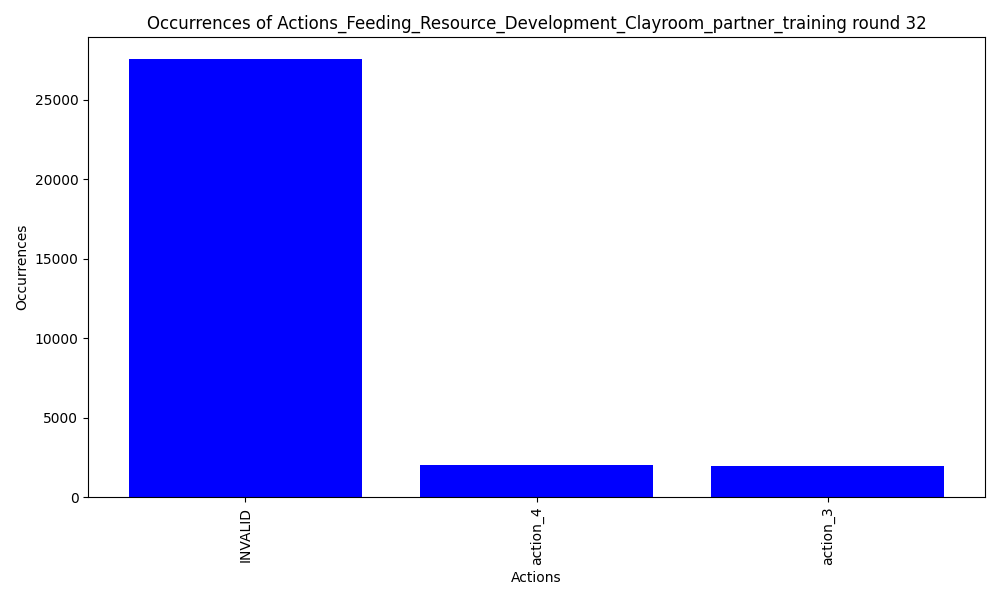 Occurrences of Actions_Feeding_Resource_Development_Clayroom_partner_training round 32
Occurrences
25000
20000
15000
10000
5000
0
INVALID
action_4
action_3
Actions